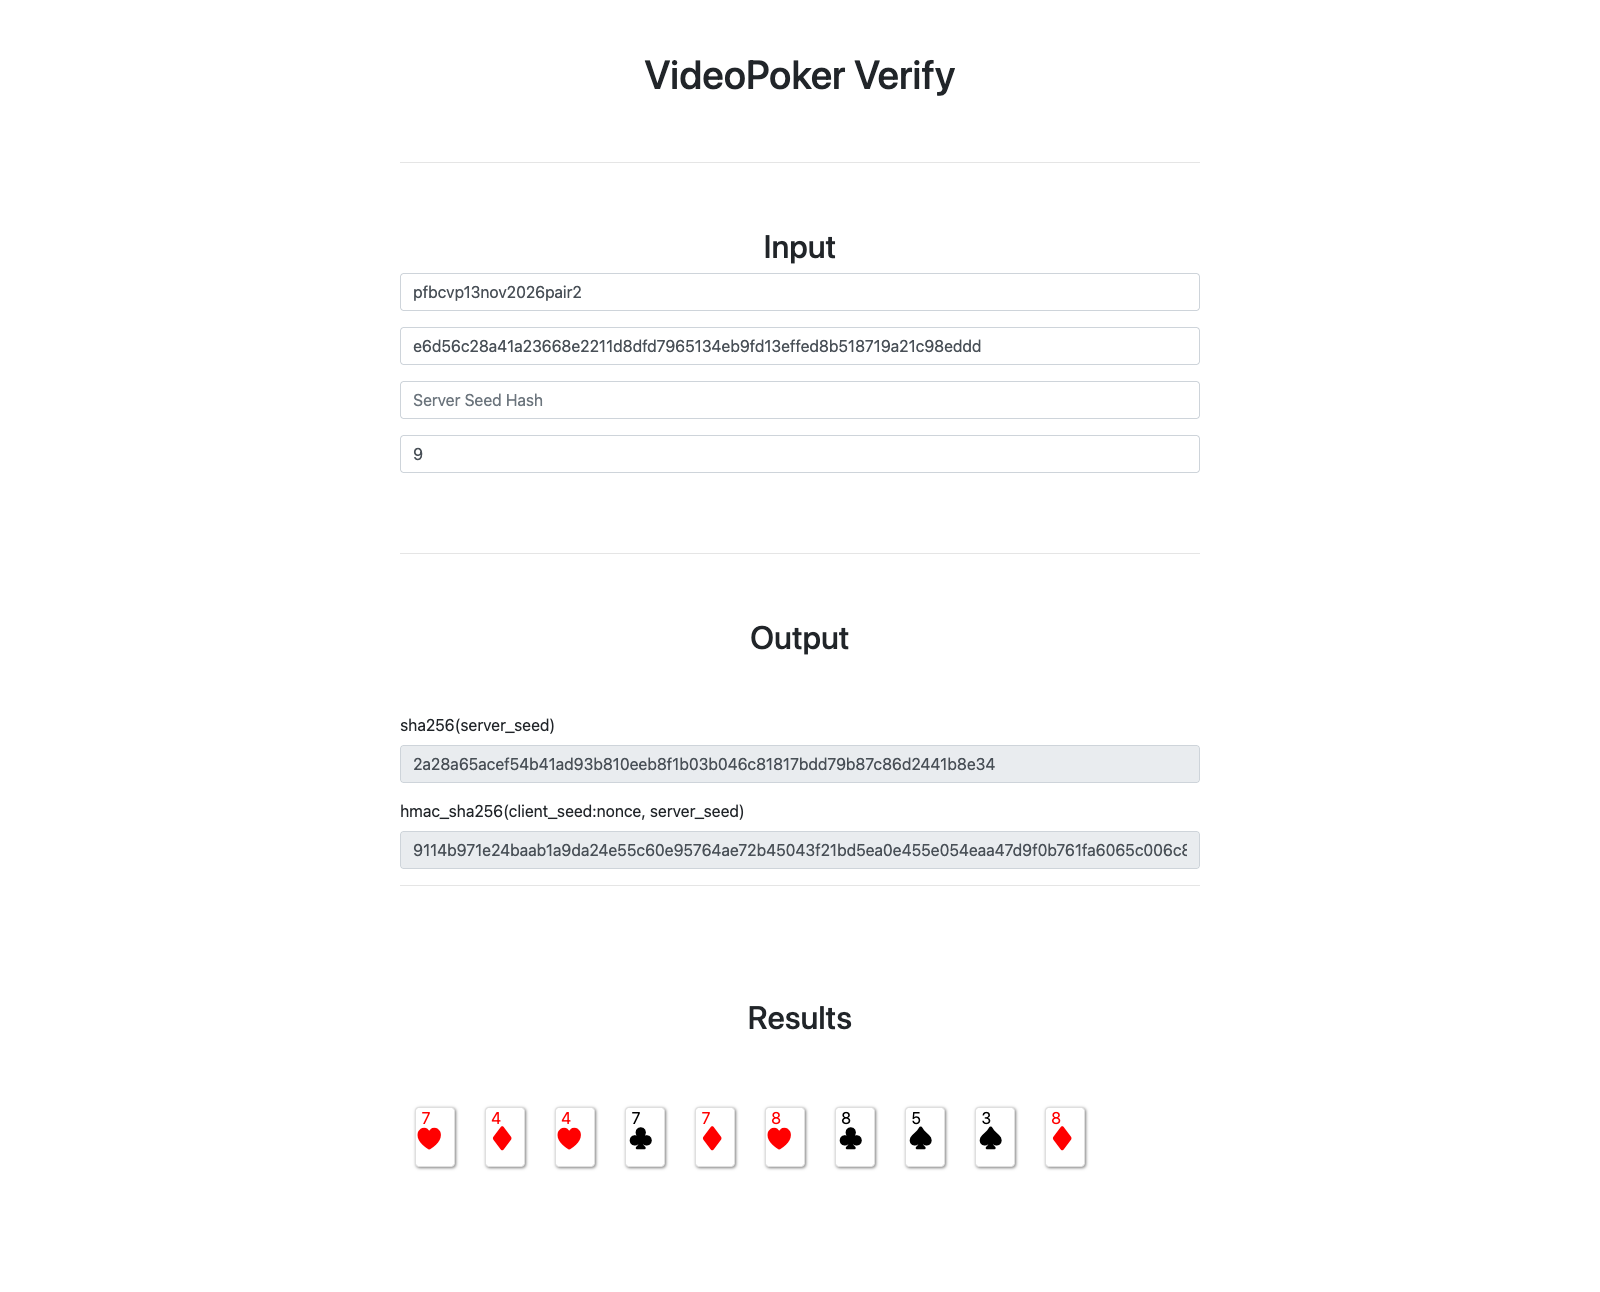 VideoPoker Verify
Input
pfbcvp13nov2026pair2
e6d56c28a41a23668e2211d8dfd7965134eb9fd13effed8b518719a21c98eddd
Server Seed Hash
9
Output
sha256(server_seed)
2a28a65acef54b41ad93b810eeb8f1b03b046c81817bdd79b87c86d2441b8e34
hmac_sha256(client_seed:nonce, server_seed)
9114b971e24baab1a9da24e55c60e95764ae72b45043f21bd5ea0e455e054eaa47d9f0b761fa6065c006c8
Results
7 4 4 7 7 8 8 5 3 8